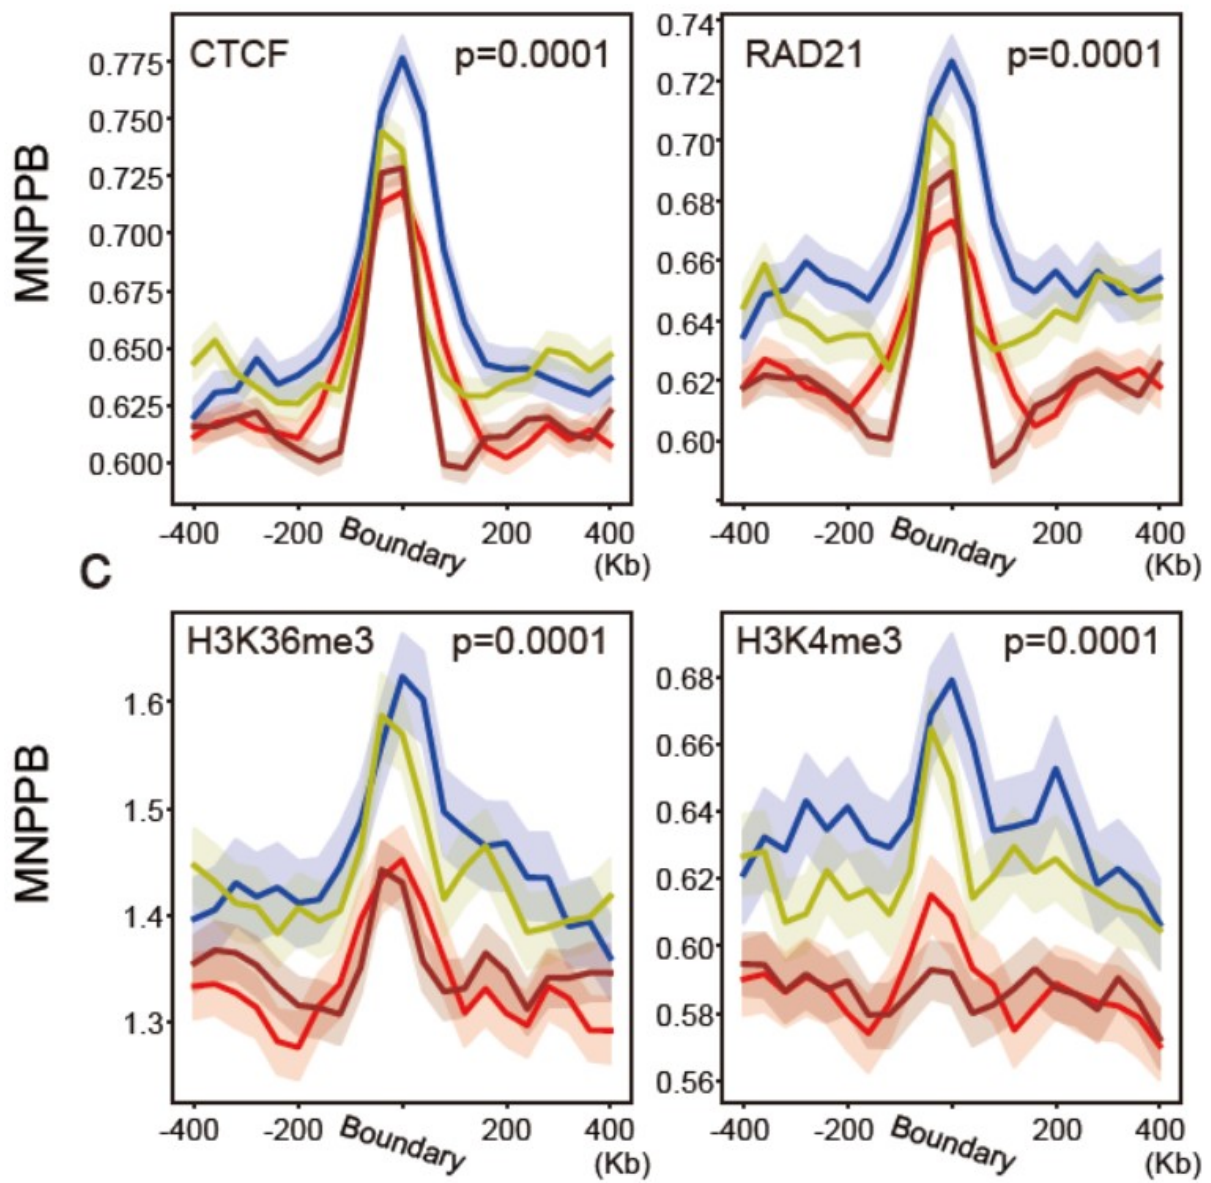 CTCF p=0.0001
MNPPB
0.775
0.750
0.725
0.700
0.675
0.650
0.625
0.600
-400 -200 Boundary 200 400
(Kb)
RAD21 p=0.0001
0.74
0.72
0.70
0.68
0.66
0.64
0.62
0.60
-400 -200 Boundary 200 400
(Kb)
C
H3K36me3 p=0.0001
MNPPB
1.6
1.5
1.4
1.3
-400 -200 Boundary 200 400
(Kb)
H3K4me3 p=0.0001
0.68
0.66
0.64
0.62
0.60
0.58
0.56
-400 -200 Boundary 200 400
(Kb)